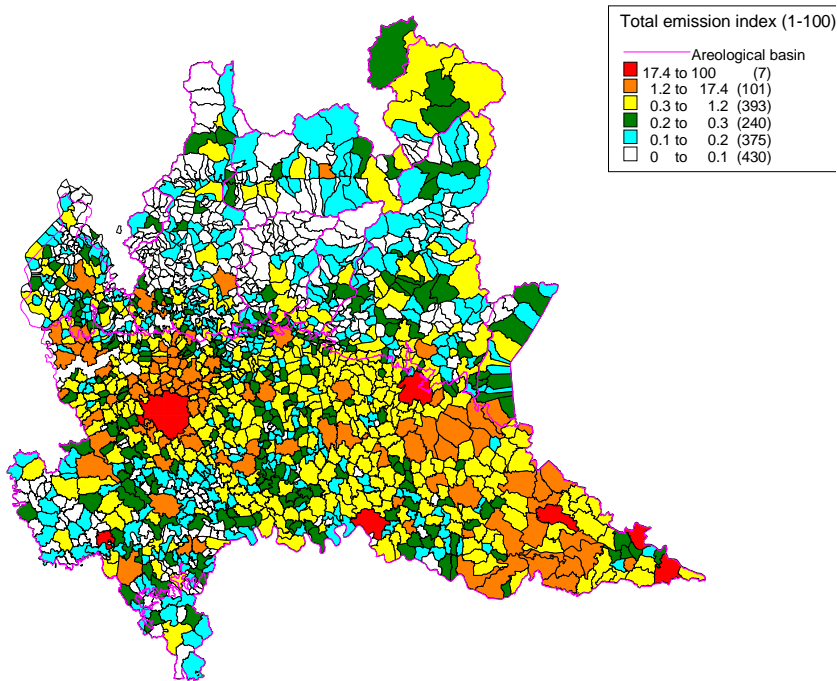 Total emission index (1-100)
Areological basin
17.4 to 100 (7)
1.2 to 17.4 (101)
0.3 to 1.2 (393)
0.2 to 0.3 (240)
0.1 to 0.2 (375)
0 to 0.1 (430)